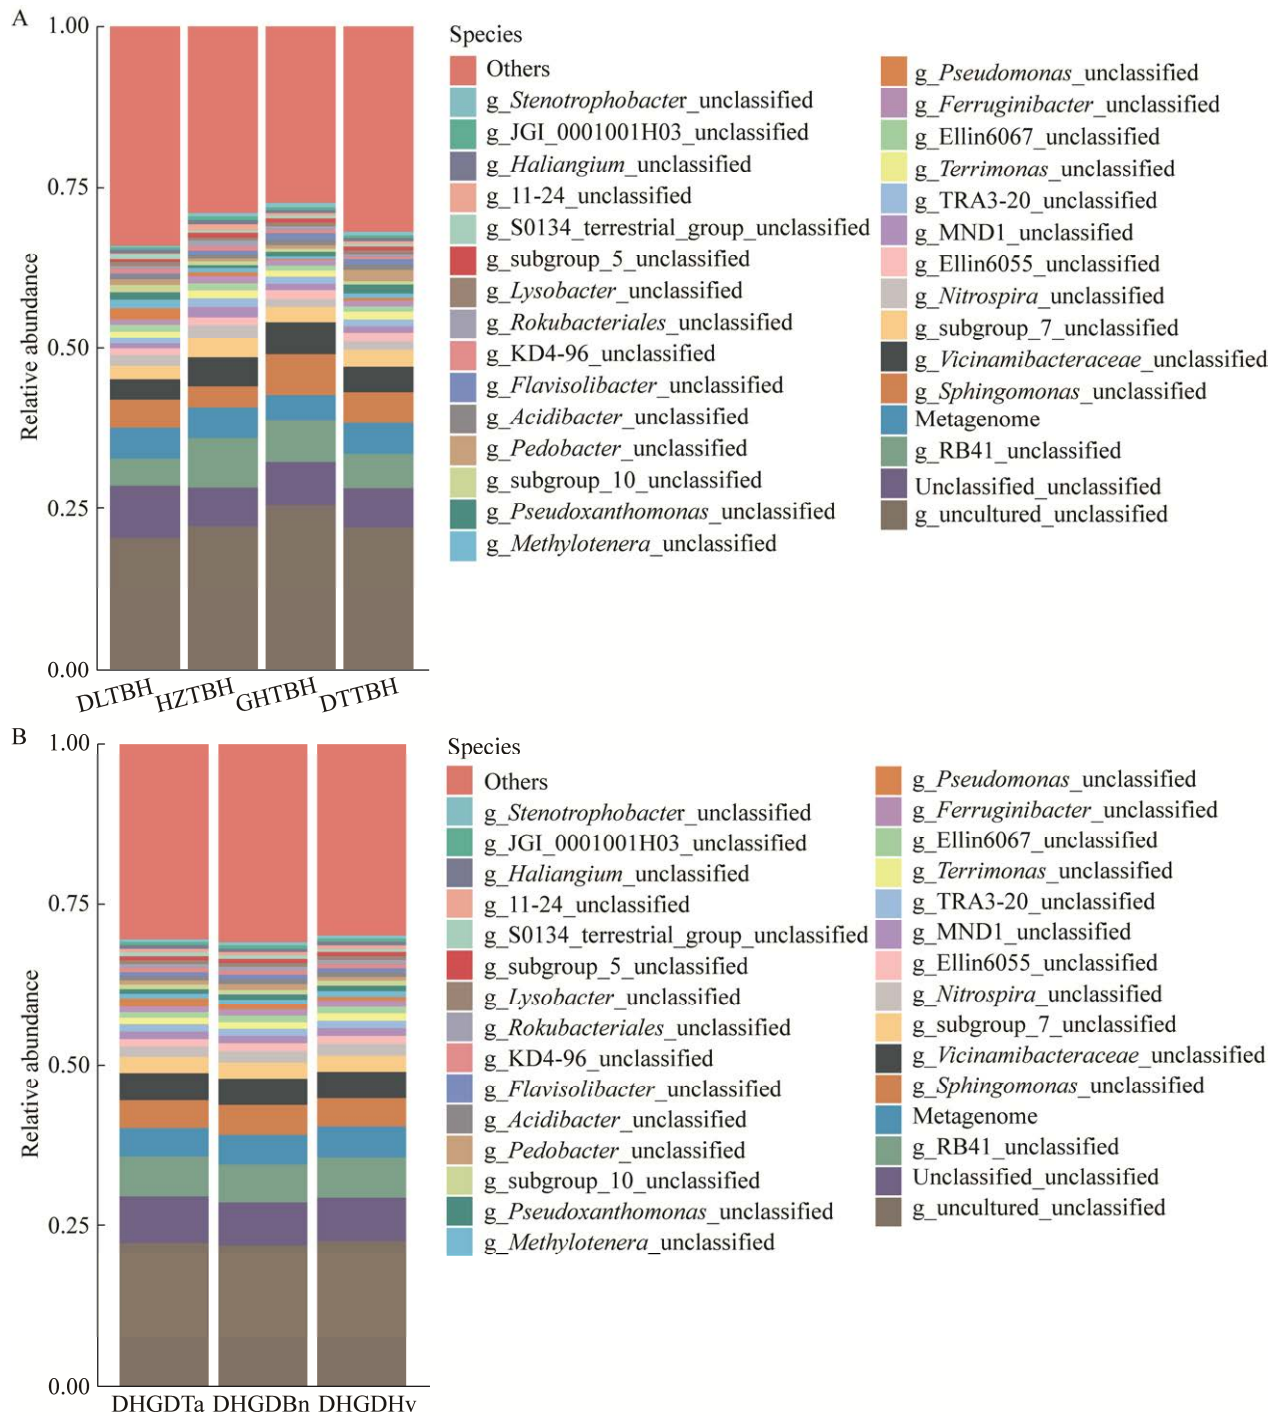 A
1.00
0.75
0.50
0.25
0.00
Relative abundance
DLTBH
HZTBH
GHTBH
DTTBH
Species
Others
g_Stenotrophobacter_unclassified
g_JGI_0001001H03_unclassified
g_Haliangium_unclassified
g_11-24_unclassified
g_S0134_terrestrial_group_unclassified
g_subgroup_5_unclassified
g_Lysobacter_unclassified
g_Rokubacteriales_unclassified
g_KD4-96_unclassified
g_Flavisolibacter_unclassified
g_Acidibacter_unclassified
g_Pedobacter_unclassified
g_subgroup_10_unclassified
g_Pseudoxanthomonas_unclassified
g_Methylotenera_unclassified
g_Pseudomonas_unclassified
g_Ferruginibacter_unclassified
g_Ellin6067_unclassified
g_Terrimonas_unclassified
g_TRA3-20_unclassified
g_MND1_unclassified
g_Ellin6055_unclassified
g_Nitrospira_unclassified
g_subgroup_7_unclassified
g_Vicinamibacteraceae_unclassified
g_Sphingomonas_unclassified
Metagenome
g_RB41_unclassified
Unclassified_unclassified
g_uncultured_unclassified
B
1.00
0.75
0.50
0.25
0.00
Relative abundance
DHGDTa
DHGDBn
DHGDHv
Species
Others
g_Stenotrophobacter_unclassified
g_JGI_0001001H03_unclassified
g_Haliangium_unclassified
g_11-24_unclassified
g_S0134_terrestrial_group_unclassified
g_subgroup_5_unclassified
g_Lysobacter_unclassified
g_Rokubacteriales_unclassified
g_KD4-96_unclassified
g_Flavisolibacter_unclassified
g_Acidibacter_unclassified
g_Pedobacter_unclassified
g_subgroup_10_unclassified
g_Pseudoxanthomonas_unclassified
g_Methylotenera_unclassified
g_Pseudomonas_unclassified
g_Ferruginibacter_unclassified
g_Ellin6067_unclassified
g_Terrimonas_unclassified
g_TRA3-20_unclassified
g_MND1_unclassified
g_Ellin6055_unclassified
g_Nitrospira_unclassified
g_subgroup_7_unclassified
g_Vicinamibacteraceae_unclassified
g_Sphingomonas_unclassified
Metagenome
g_RB41_unclassified
Unclassified_unclassified
g_uncultured_unclassified